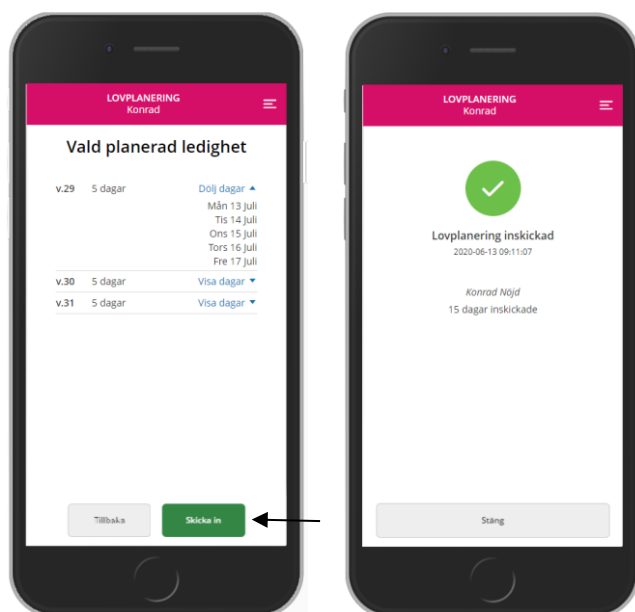 LOVPLANERING
Konrad
Vald planerad ledighet
v.29 5 dagar Dölj dagar
Mån 13 Juli
Tis 14 Juli
Ons 15 Juli
Tors 16 Juli
Fre 17 Juli
v.30 5 dagar Visa dagar
v.31 5 dagar Visa dagar
Tillbaka Skicka in
LOVPLANERING
Konrad
Lovplanering inskickad
2020-06-13 09:11:07
Konrad Nöjd
15 dagar inskickade
Stäng